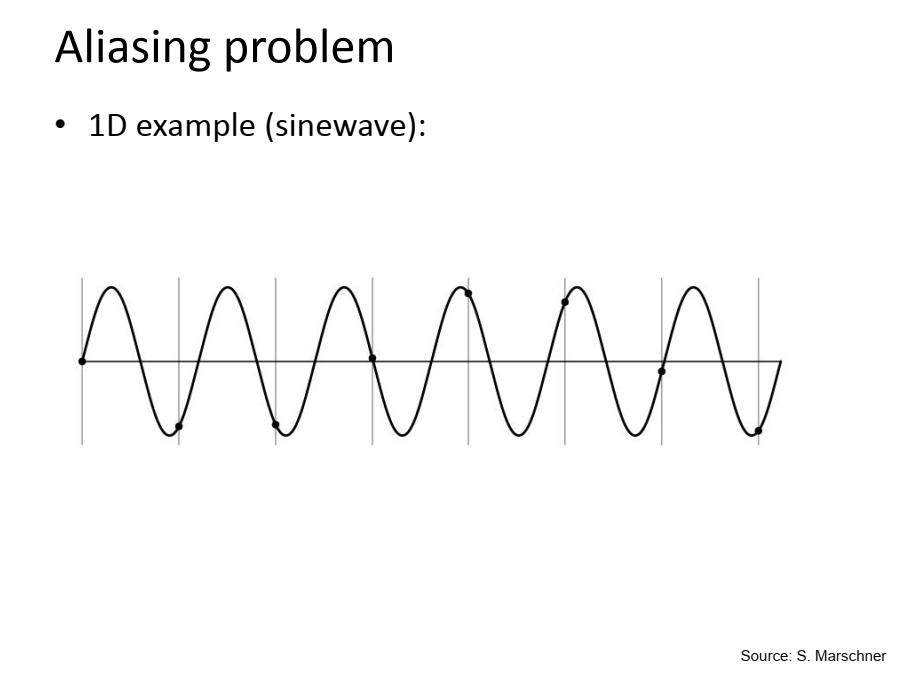 Aliasing problem
• 1D example (sinewave):
Source: S. Marschner